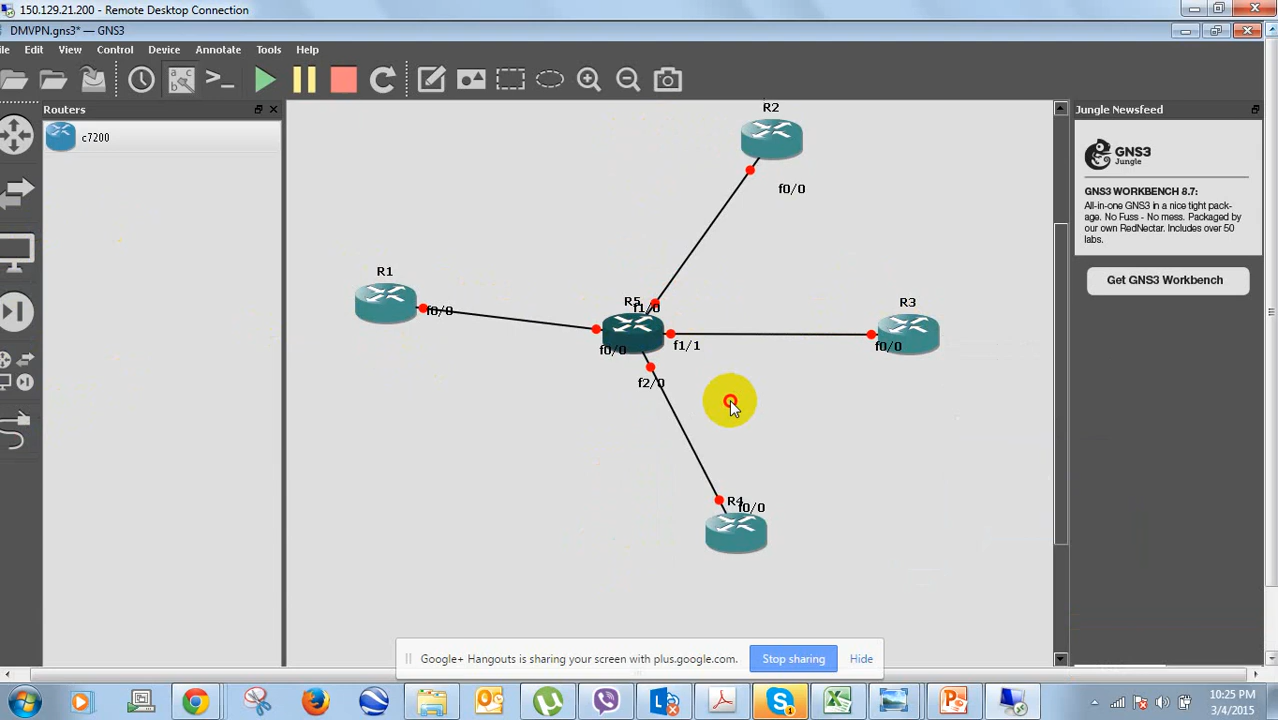 150.129.21.200 - Remote Desktop Connection
DMVPN.gns3* — GNS3
ile Edit View Control Device Annotate Tools Help
Routers
c7200
R2
f0/0
R1
f0/0
R5
f1/0
f0/0
f1/1
f2/0
R3
f0/0
R4
f0/0
Jungle Newsfeed
GNS3
Jungle
GNS3 WORKBENCH 8.7:
All-in-one GNS3 in a nice tight pack-
age. No Fuss - No mess. Packaged by
our own RedNectar. Includes over 50
labs.
Get GNS3 Workbench
Google+ Hangouts is sharing your screen with plus.google.com. Stop sharing Hide
10:25 PM
3/4/2015